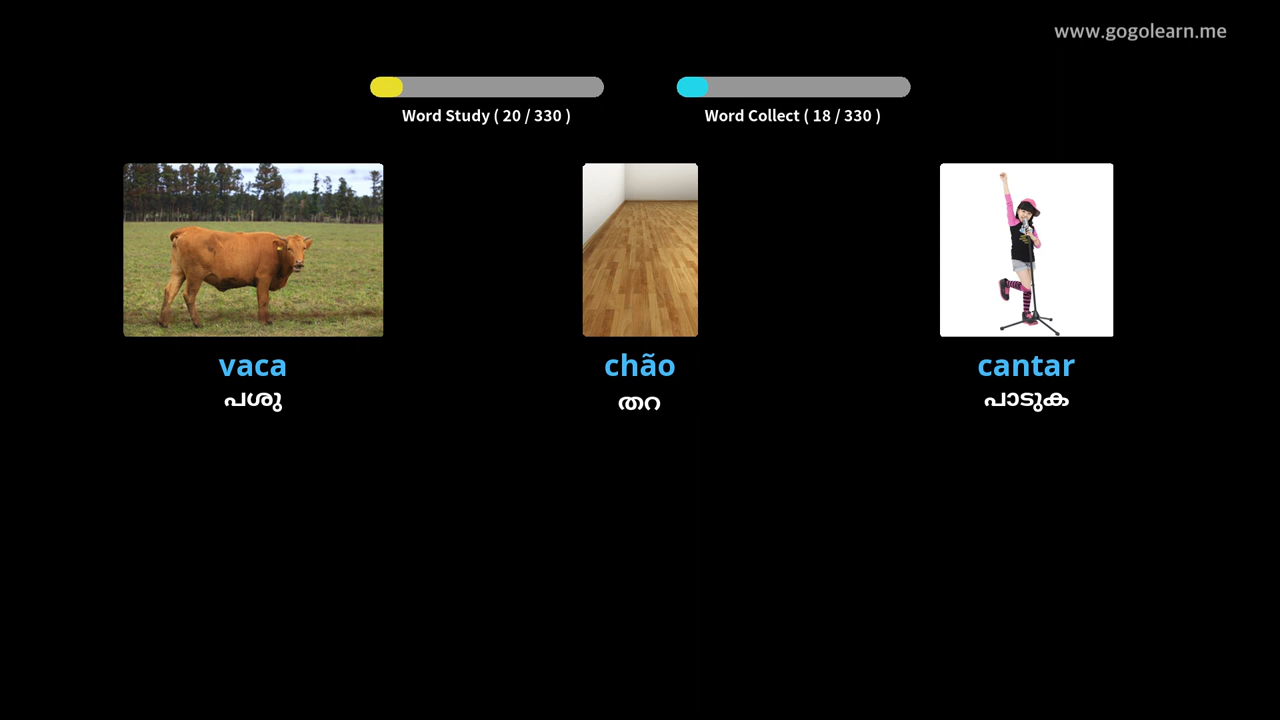 www.gogolearn.me
Word Study ( 20 / 330 )
Word Collect ( 18 / 330 )
vaca
chão
cantar
പശു
തറ
പാടുക